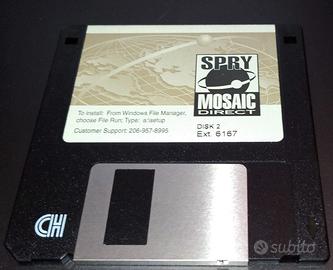 SPRY
MOSAIC
DIRECT
To install: From Windows File Manager,
choose File Run; Type: a:\setup
Customer Support: 206-957-8995
DISK 2
Ext. 6167
CH
subito